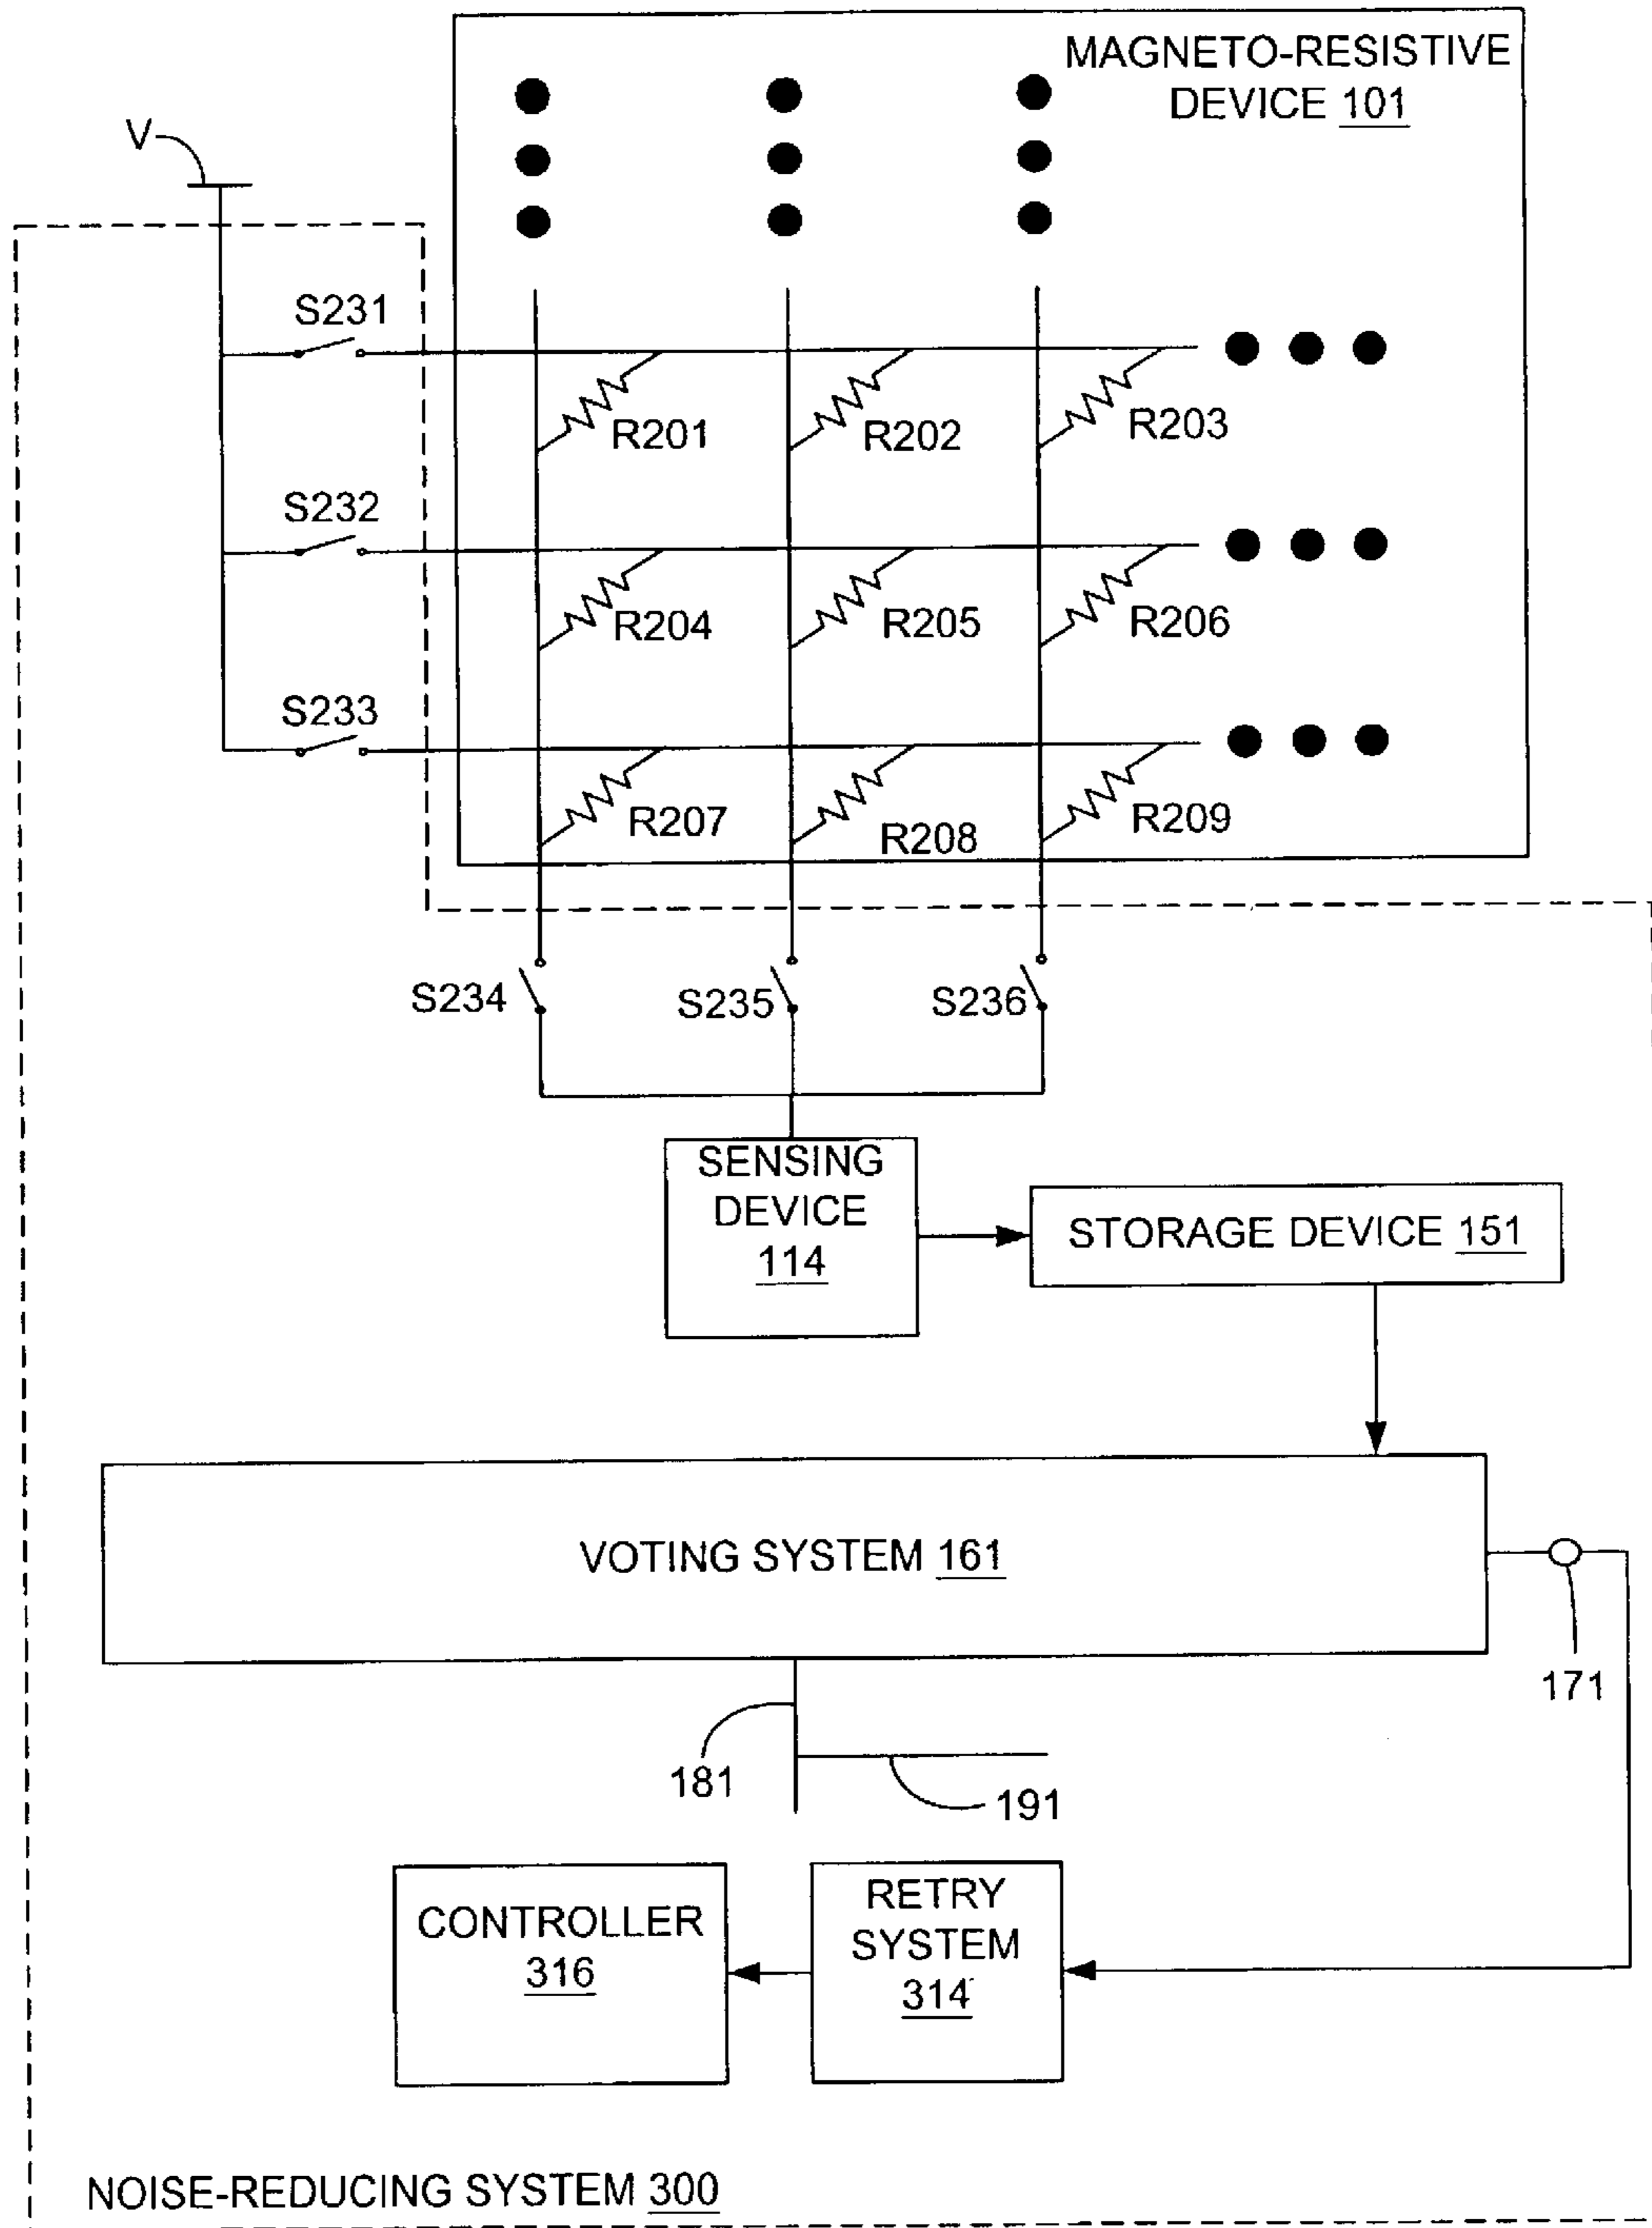 MAGNETO-RESISTIVE
DEVICE 101
V
S231
R201
R202
R203
S232
R204
R205
R206
S233
R207
R208
R209
S234
S235
S236
SENSING
DEVICE
114
STORAGE DEVICE 151
VOTING SYSTEM 161
171
181
191
CONTROLLER
316
RETRY
SYSTEM
314
NOISE-REDUCING SYSTEM 300